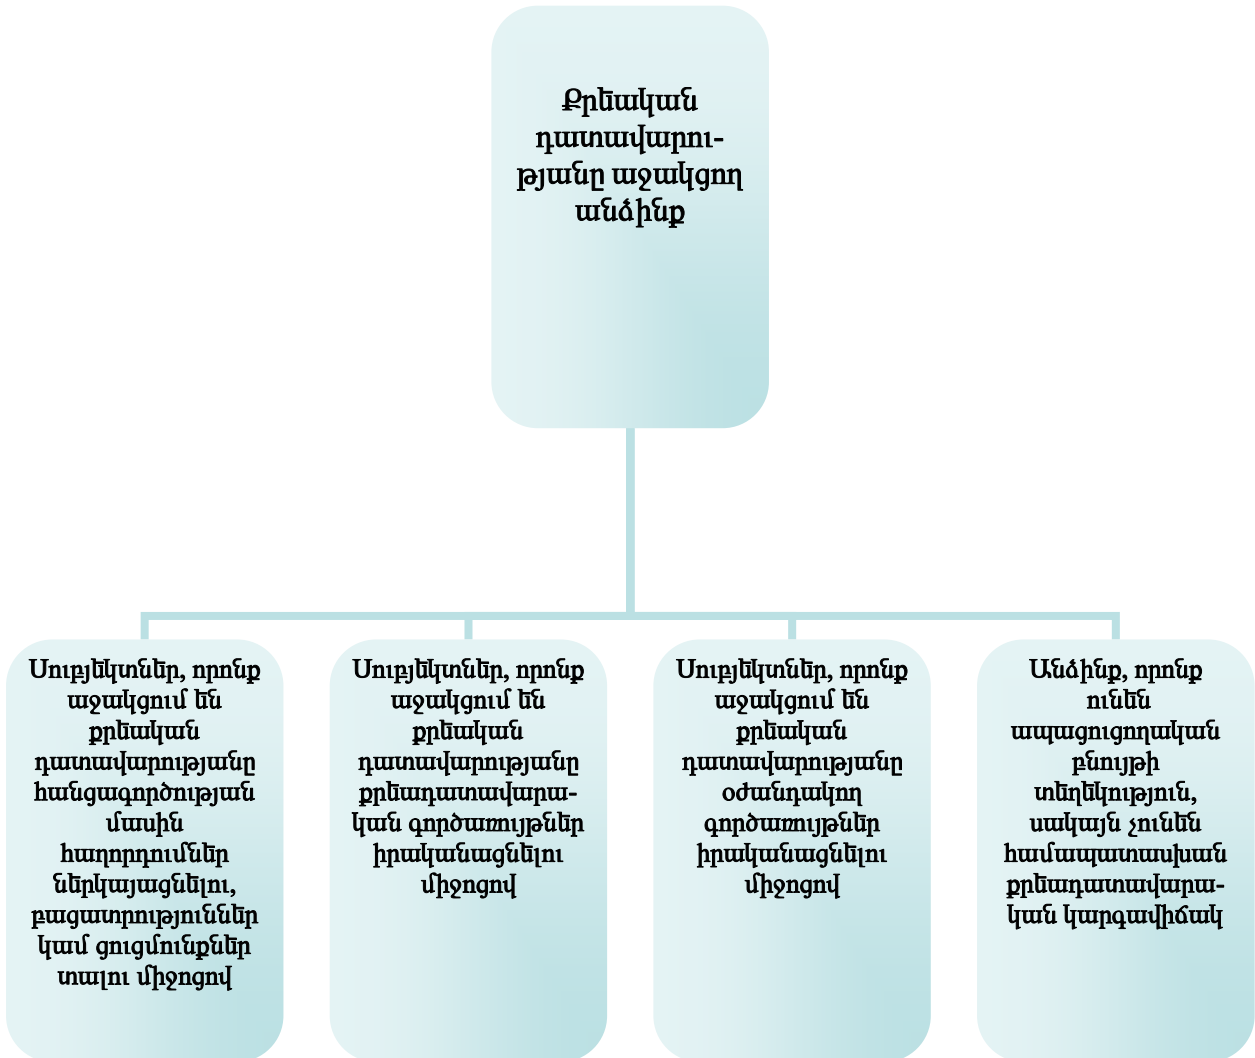 Քրեական
դատավարու-
թյանը աջակցող
անձինք
Սուբյեկտներ, որոնք
աջակցում են
քրեական
դատավարությանը
հանցագործության
մասին
հաղորդումներ
ներկայացնելու,
բացատրություններ
կամ ցուցմունքներ
տալու միջոցով
Սուբյեկտներ, որոնք
աջակցում են
քրեական
դատավարությանը
քրեադատավարա-
կան գործառույթներ
իրականացնելու
միջոցով
Սուբյեկտներ, որոնք
աջակցում են
քրեական
դատավարությանը
օժանդակող
գործառույթներ
իրականացնելու
միջոցով
Անձինք, որոնք
ունեն
ապացուցողական
բնույթի
տեղեկություն,
սակայն չունեն
համապատասխան
քրեադատավարա-
կան կարգավիճակ